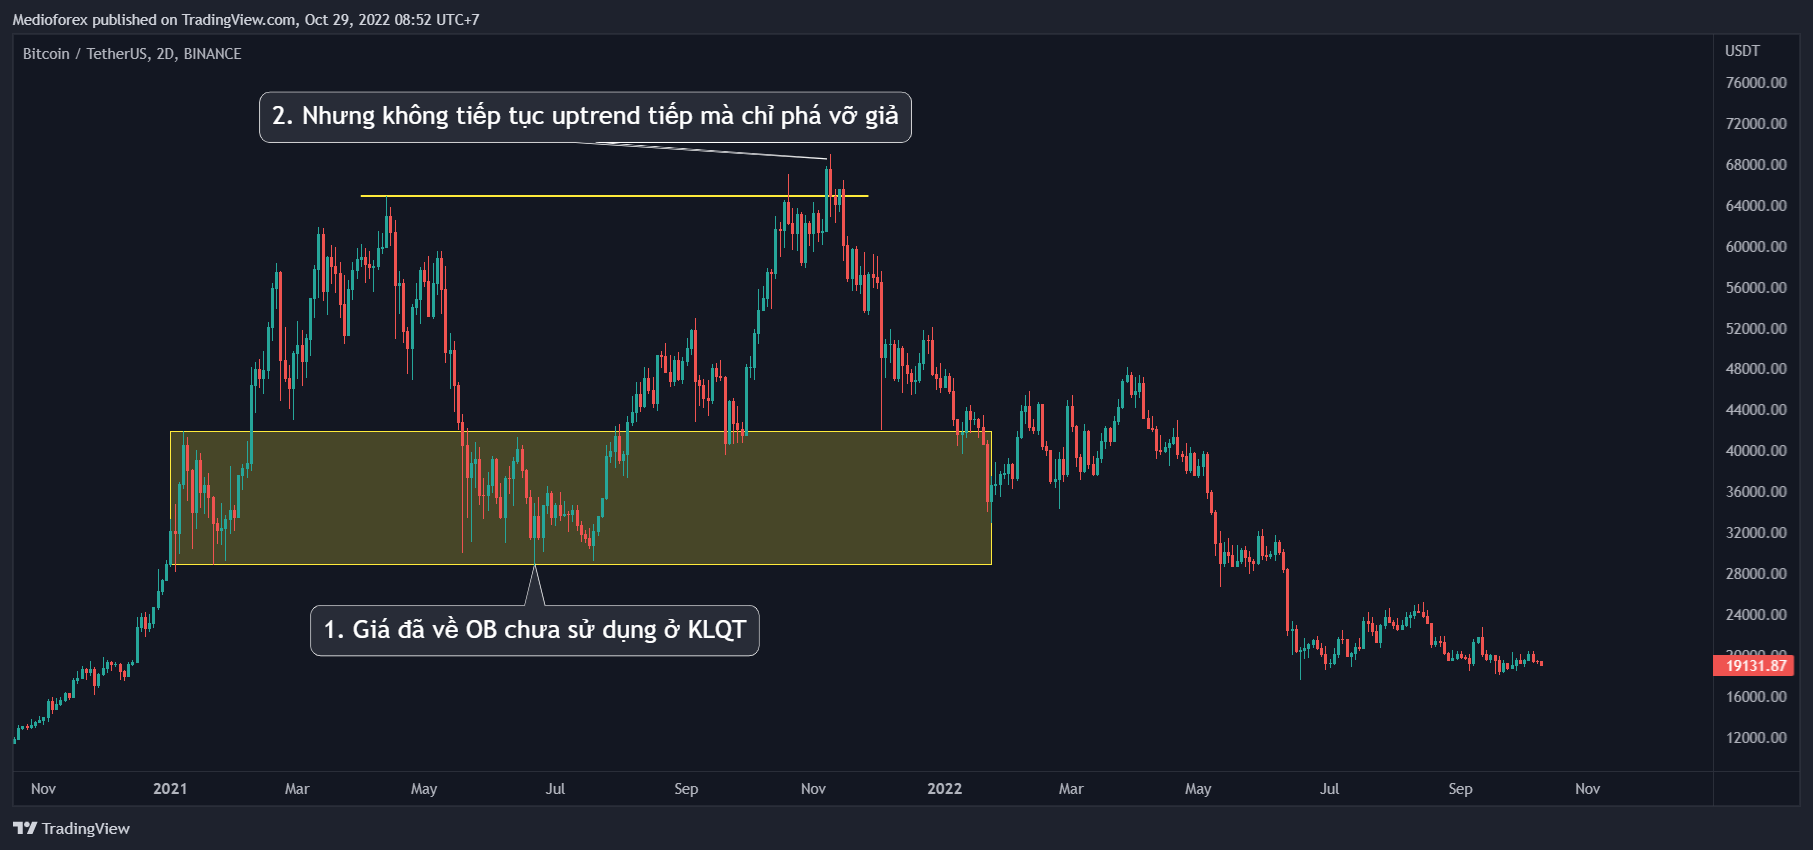 Medioforex published on TradingView.com, Oct 29, 2022 08:52 UTC+7
Bitcoin / TetherUS, 2D, BINANCE
USDT
2. Nhưng không tiếp tục uptrend tiếp mà chỉ phá vỡ giả
1. Giá đã về OB chưa sử dụng ở KLQT
76000.00
72000.00
68000.00
64000.00
60000.00
56000.00
52000.00
48000.00
44000.00
40000.00
36000.00
32000.00
28000.00
24000.00
20000.00
19131.87
16000.00
12000.00
Nov 2021 Mar May Jul Sep Nov 2022 Mar May Jul Sep Nov
TradingView